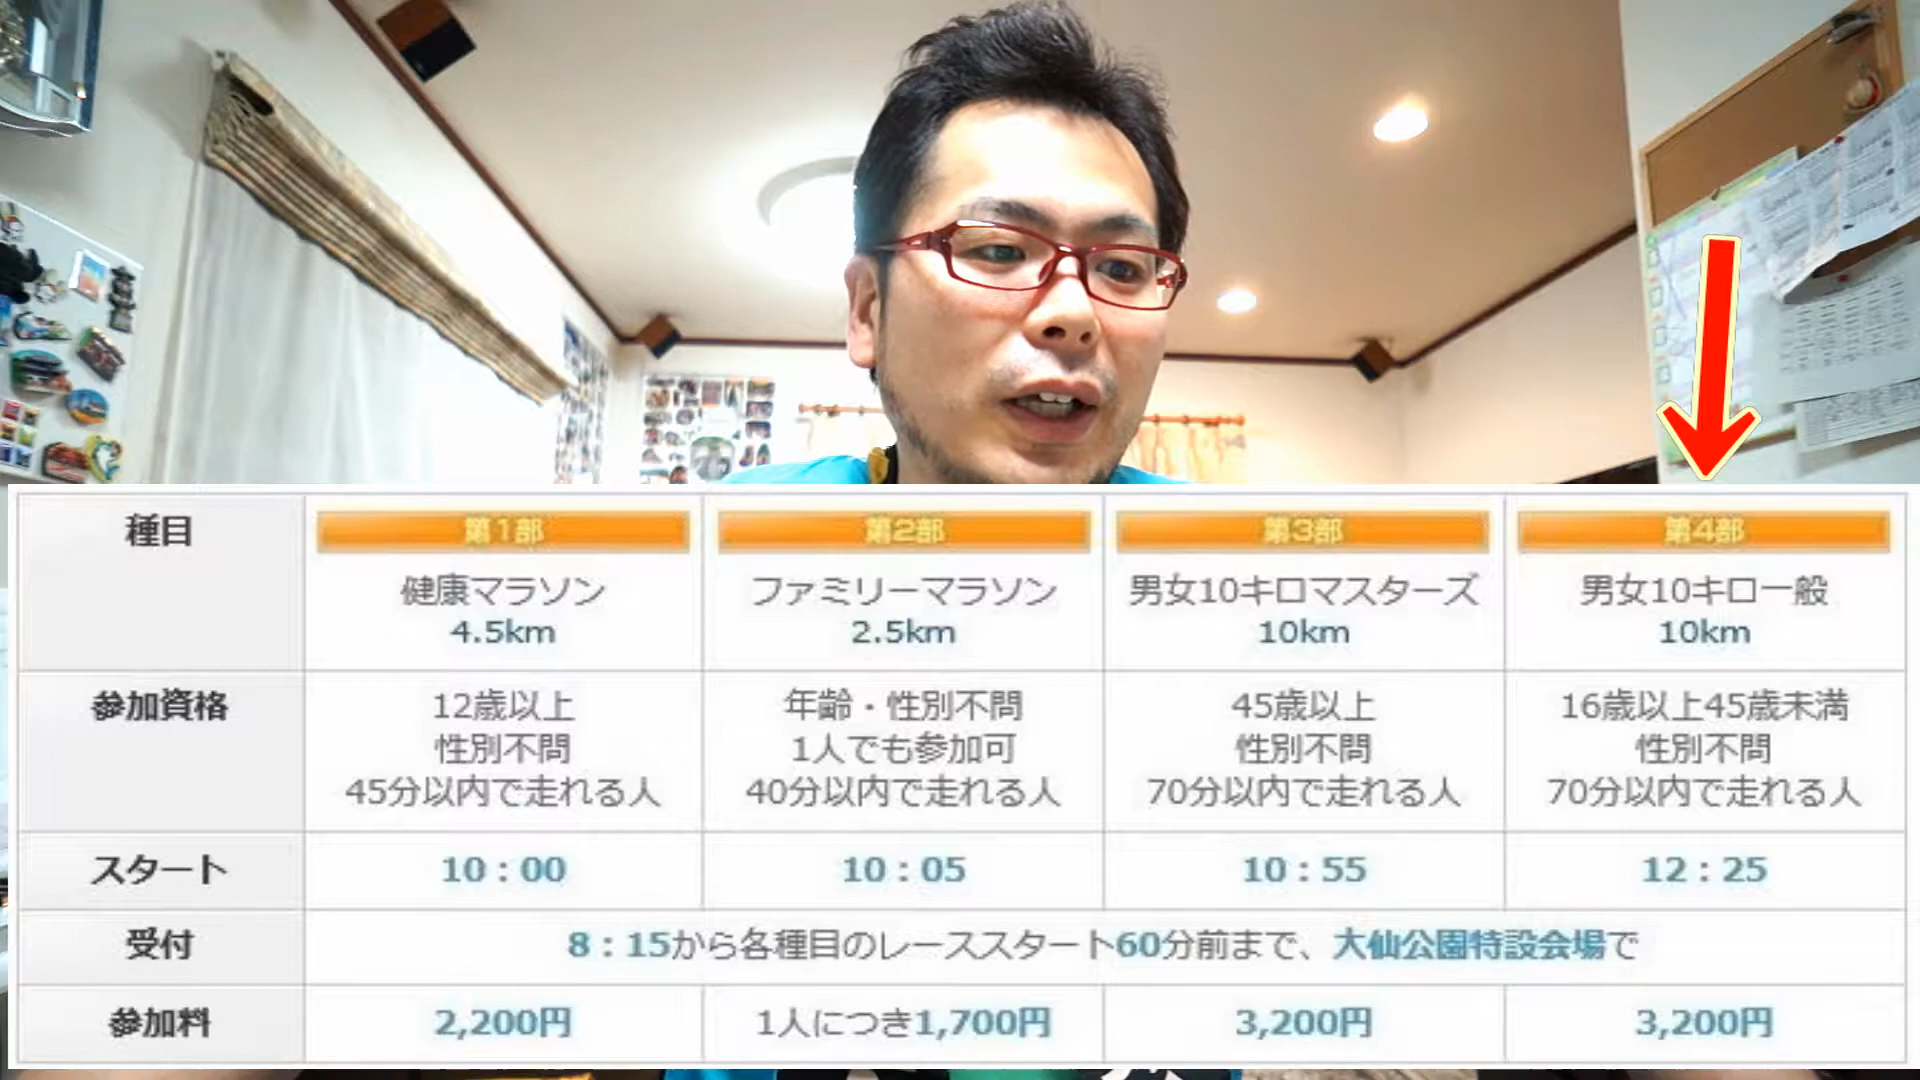 種目
第1部
第2部
第3部
第4部
健康マラソン
4.5km
ファミリーマラソン
2.5km
男女10キロマスターズ
10km
男女10キロ一般
10km
参加資格
12歳以上
性別不問
45分以内で走れる人
年齢・性別不問
1人でも参加可
40分以内で走れる人
45歳以上
性別不問
70分以内で走れる人
16歳以上45歳未満
性別不問
70分以内で走れる人
スタート
10：00
10：05
10：55
12：25
受付
8：15から各種目のレーススタート60分前まで、大仙公園特設会場で
参加料
2,200円
1人につき1,700円
3,200円
3,200円